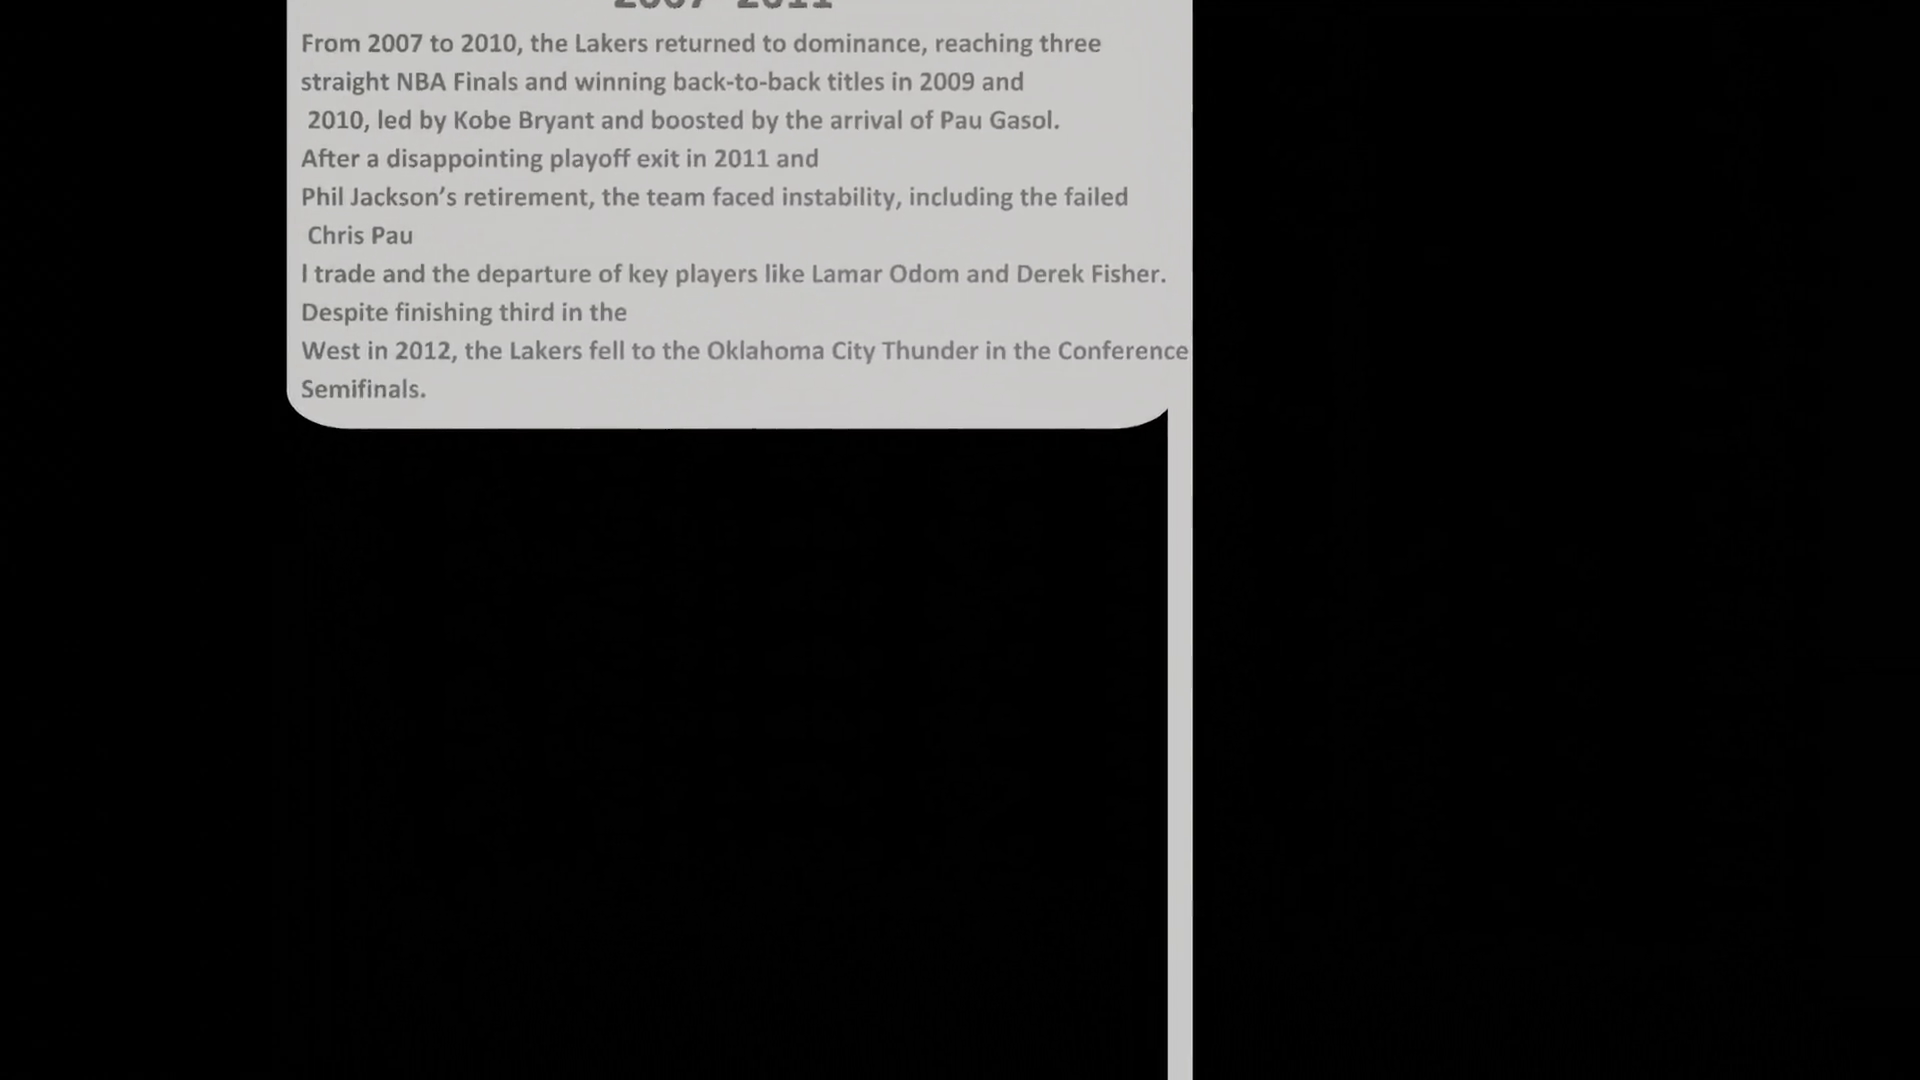 2007-2011
From 2007 to 2010, the Lakers returned to dominance, reaching three
straight NBA Finals and winning back-to-back titles in 2009 and
2010, led by Kobe Bryant and boosted by the arrival of Pau Gasol.
After a disappointing playoff exit in 2011 and
Phil Jackson’s retirement, the team faced instability, including the failed
Chris Pau
l trade and the departure of key players like Lamar Odom and Derek Fisher.
Despite finishing third in the
West in 2012, the Lakers fell to the Oklahoma City Thunder in the Conference
Semifinals.